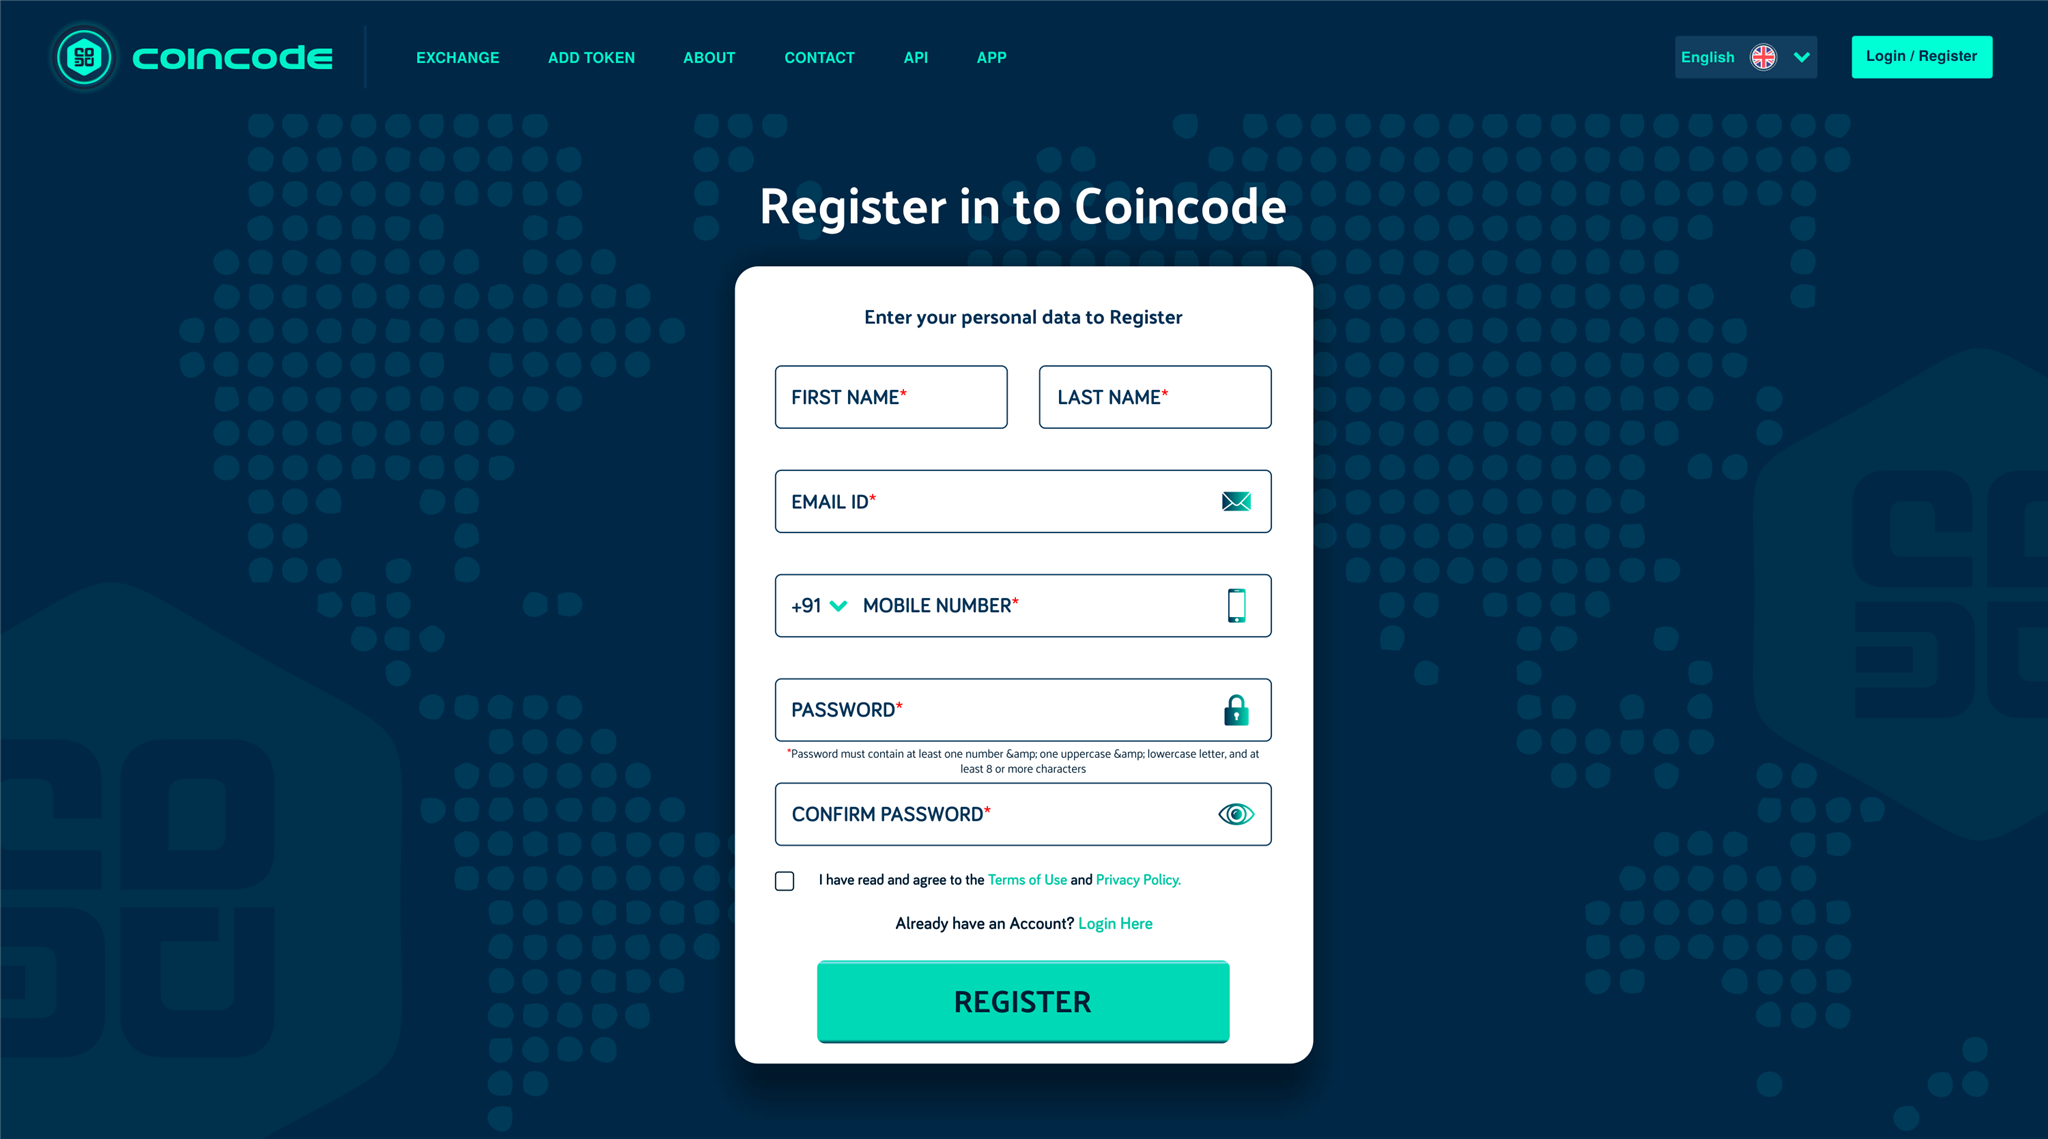 coincode
EXCHANGE ADD TOKEN ABOUT CONTACT API APP
English
Login / Register
Register in to Coincode
Enter your personal data to Register
FIRST NAME*
LAST NAME*
EMAIL ID*
+91 MOBILE NUMBER*
PASSWORD*
*Password must contain at least one number &amp; one uppercase &amp; lowercase letter, and at
least 8 or more characters
CONFIRM PASSWORD*
I have read and agree to the Terms of Use and Privacy Policy.
Already have an Account? Login Here
REGISTER